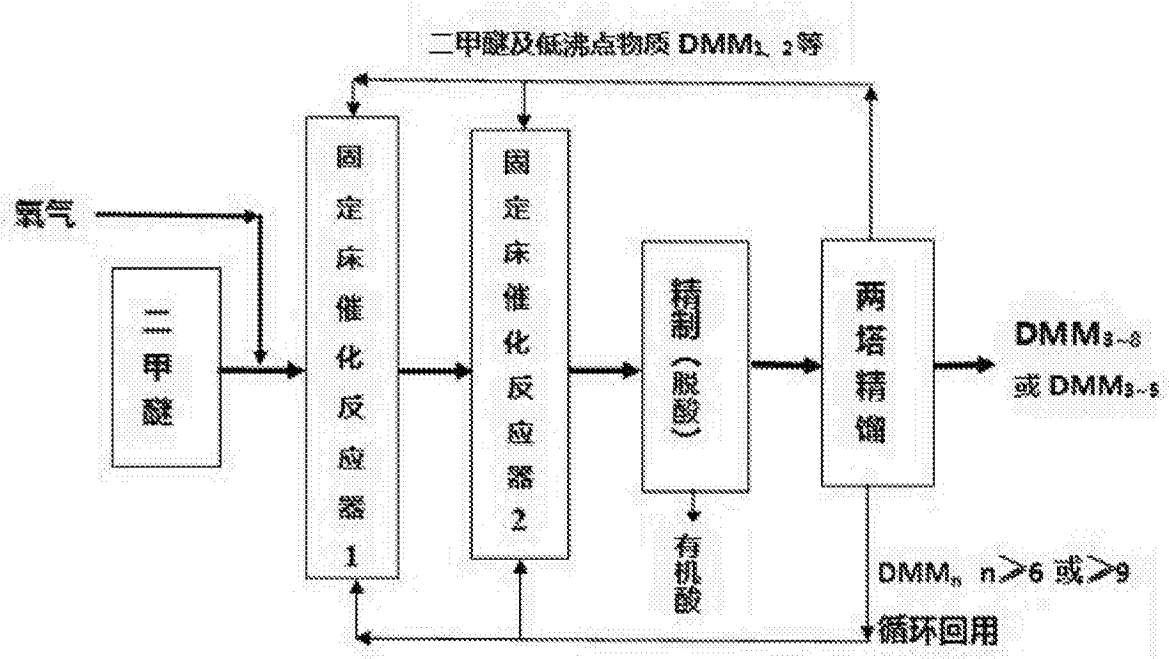 二甲醚及低沸点物质 DMM₁、₂等
氧气
二甲醚
固定床催化反应器1
固定床催化反应器2
精制（脱酸）
两塔精馏
DMM₃~₈
或 DMM₃~₅
有机酸
DMMₙ n≥6 或≥9
循环回用